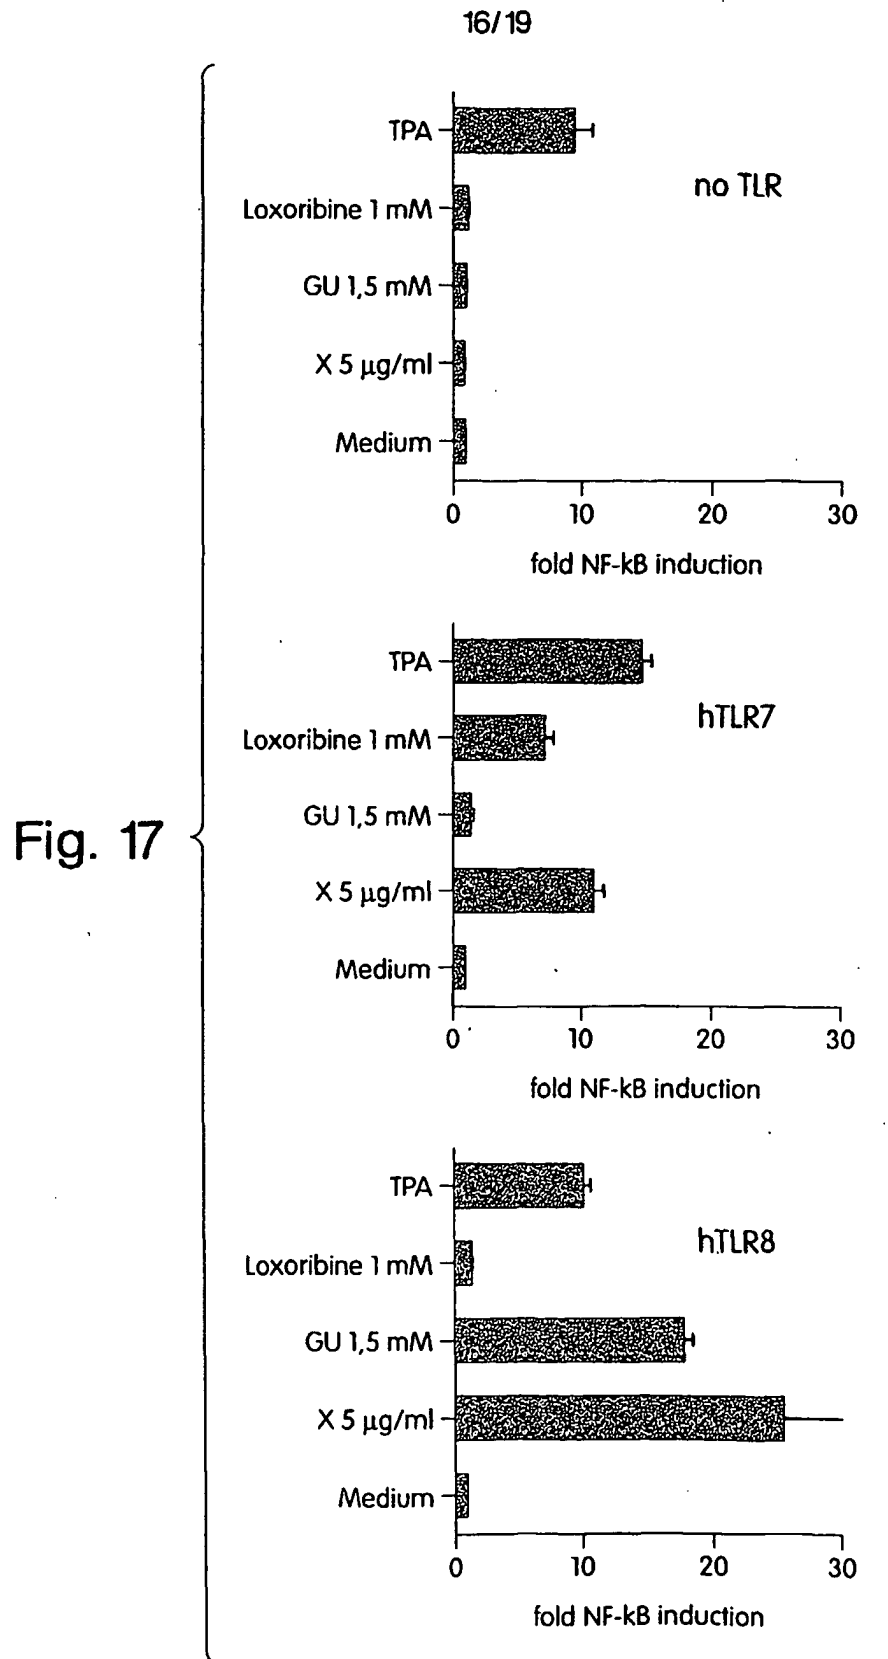 16/19
Fig. 17
TPA
Loxoribine 1 mM
GU 1,5 mM
X 5 µg/ml
Medium
no TLR
0 10 20 30
fold NF-kB induction
TPA
Loxoribine 1 mM
GU 1,5 mM
X 5 µg/ml
Medium
hTLR7
0 10 20 30
fold NF-kB induction
TPA
Loxoribine 1 mM
GU 1,5 mM
X 5 µg/ml
Medium
hTLR8
0 10 20 30
fold NF-kB induction